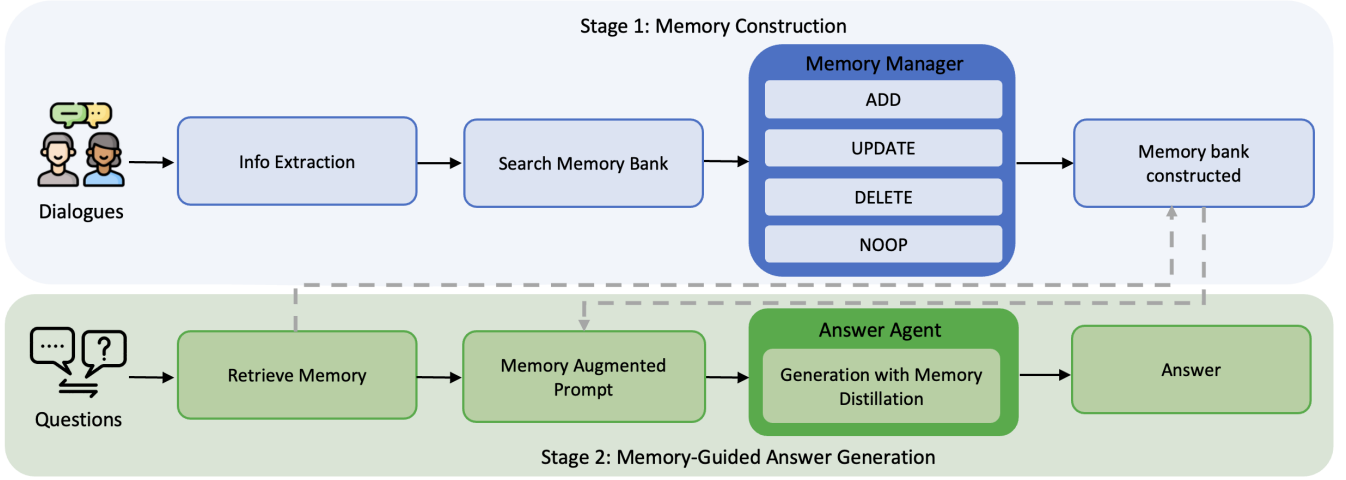 Stage 1: Memory Construction
Memory Manager
ADD
UPDATE
DELETE
NOOP
Info Extraction
Search Memory Bank
Memory bank
constructed
Dialogues
Questions
Retrieve Memory
Memory Augmented
Prompt
Answer Agent
Generation with Memory
Distillation
Answer
Stage 2: Memory-Guided Answer Generation